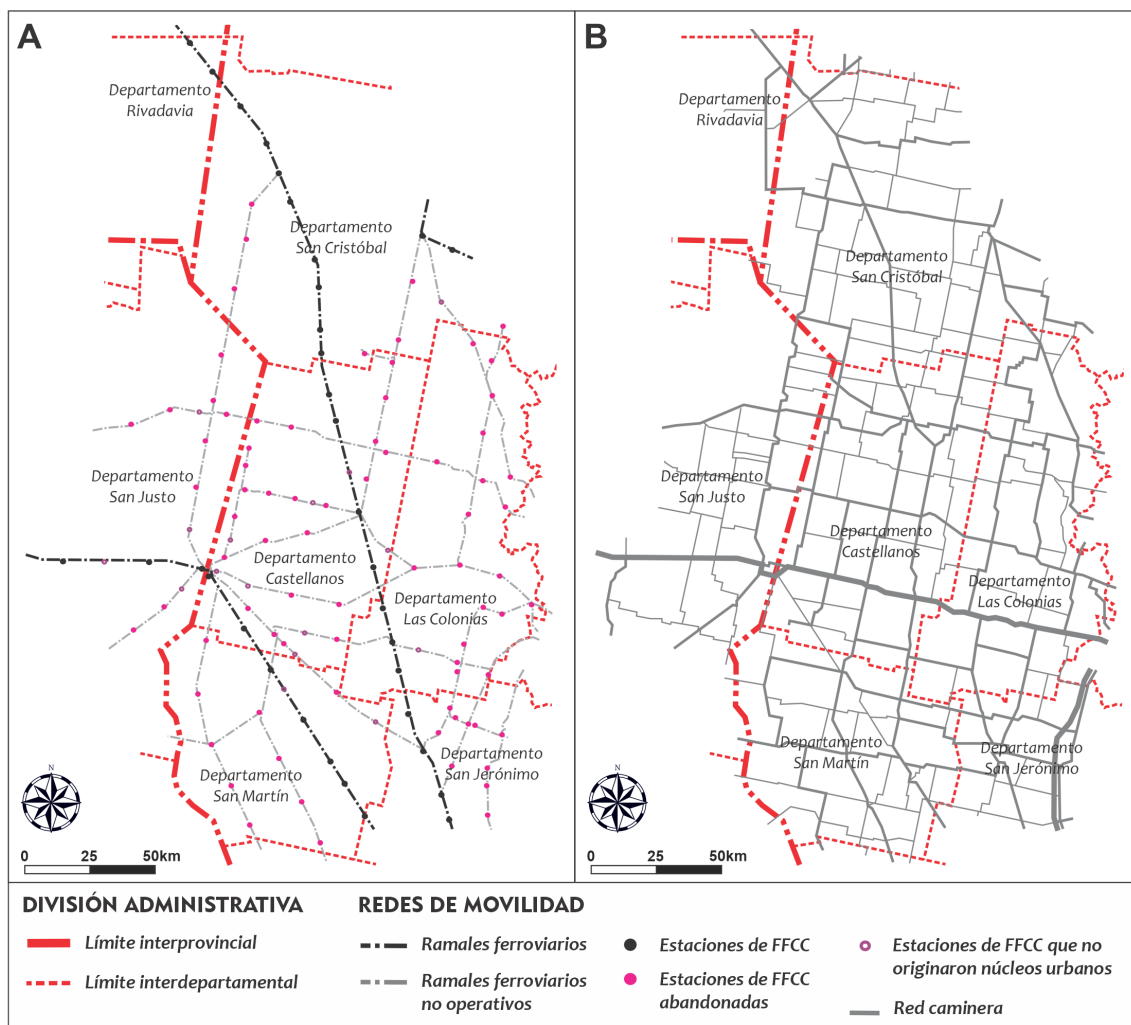 A
Departamento
Rivadavia
Departamento
San Cristóbal
Departamento
San Justo
Departamento
Castellanos
Departamento
Las Colonias
Departamento
San Jerónimo
Departamento
San Martín
N
0 25 50km
B
Departamento
Rivadavia
Departamento
San Cristóbal
Departamento
San Justo
Departamento
Castellanos
Departamento
Las Colonias
Departamento
San Martín
Departamento
San Jerónimo
N
0 25 50km
DIVISIÓN ADMINISTRATIVA
Límite interprovincial
Límite interdepartamental
REDES DE MOVILIDAD
Ramales ferroviarios
Ramales ferroviarios
no operativos
Estaciones de FFCC
Estaciones de FFCC
abandonadas
Estaciones de FFCC que no
originaron núcleos urbanos
Red caminera